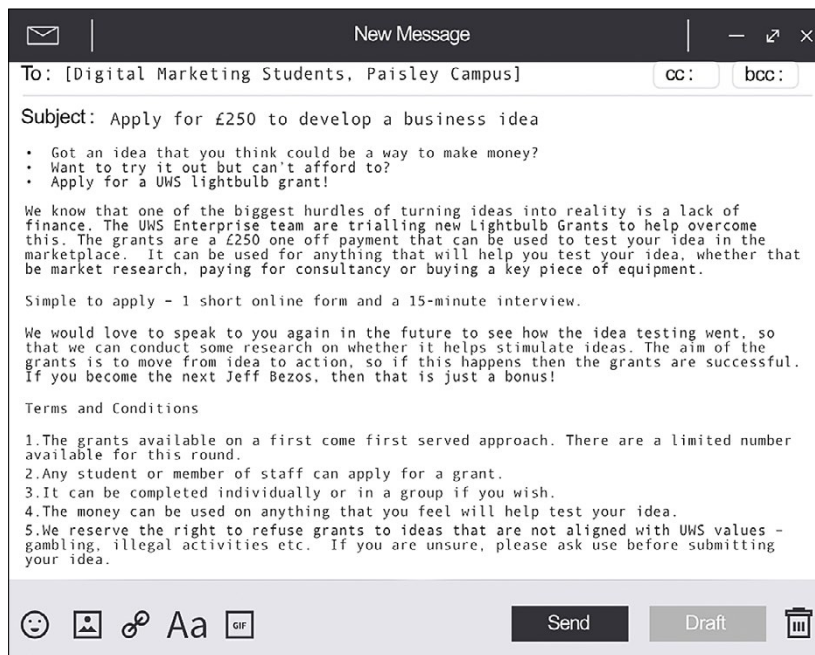 New Message
To: [Digital Marketing Students, Paisley Campus] cc: bcc:
Subject: Apply for £250 to develop a business idea
• Got an idea that you think could be a way to make money?
• Want to try it out but can't afford to?
• Apply for a UWS lightbulb grant!
We know that one of the biggest hurdles of turning ideas into reality is a lack of
finance. The UWS Enterprise team are trialling new Lightbulb Grants to help overcome
this. The grants are a £250 one off payment that can be used to test your idea in the
marketplace. It can be used for anything that will help you test your idea, whether that
be market research, paying for consultancy or buying a key piece of equipment.
Simple to apply – 1 short online form and a 15-minute interview.
We would love to speak to you again in the future to see how the idea testing went, so
that we can conduct some research on whether it helps stimulate ideas. The aim of the
grants is to move from idea to action, so if this happens then the grants are successful.
If you become the next Jeff Bezos, then that is just a bonus!
Terms and Conditions
1.The grants available on a first come first served approach. There are a limited number
available for this round.
2.Any student or member of staff can apply for a grant.
3.It can be completed individually or in a group if you wish.
4.The money can be used on anything that you feel will help test your idea.
5.We reserve the right to refuse grants to ideas that are not aligned with UWS values –
gambling, illegal activities etc. If you are unsure, please ask use before submitting
your idea.
Aa GIF Send Draft